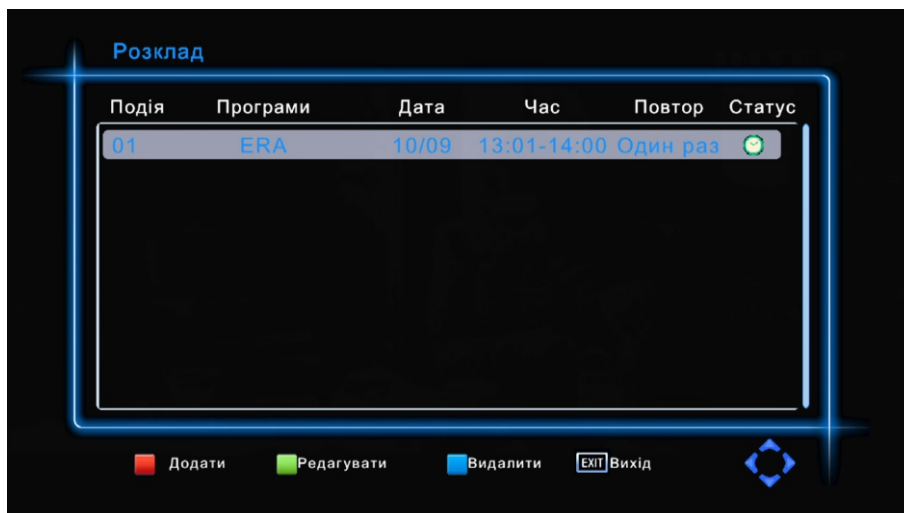 Розклад
Подія Програми Дата Час Повтор Статус
01 ERA 10/09 13:01-14:00 Один раз
Додати Редагувати Видалити EXIT Вихід